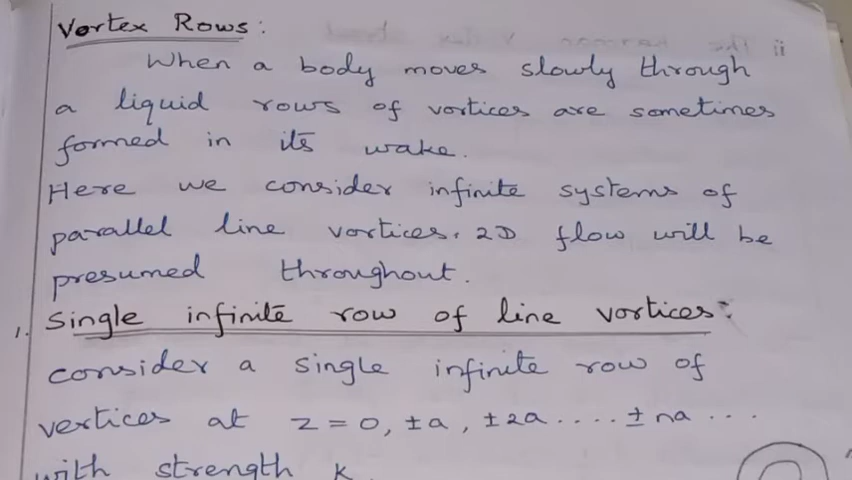 Vortex Rows:
When a body moves slowly through
a liquid rows of vortices are sometimes
formed in its wake.
Here we consider infinite systems of
parallel line vortices. 2D flow will be
presumed throughout.
1. Single infinite row of line vortices:
consider a single infinite row of
vertices at z = 0, ±a, ±2a .... ±na ...
with strength k